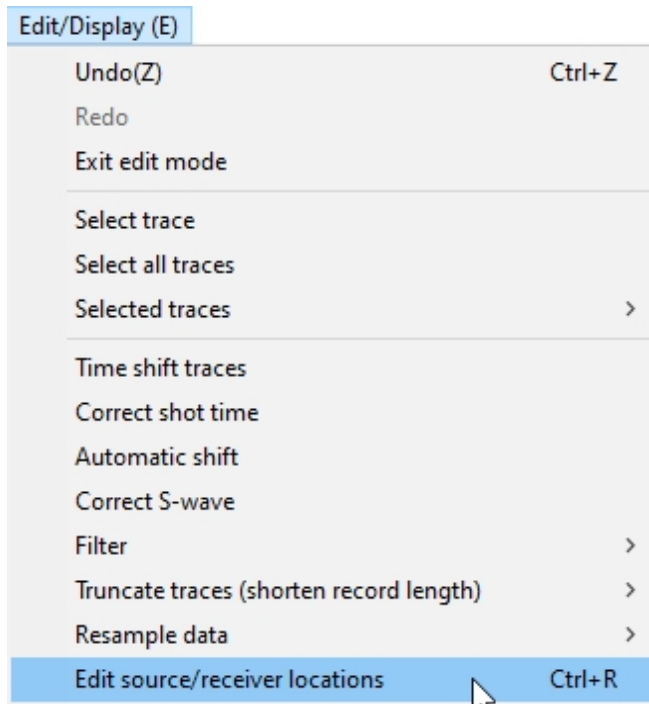 Edit/Display (E)
Undo(Z) Ctrl+Z
Redo
Exit edit mode
Select trace
Select all traces
Selected traces
Time shift traces
Correct shot time
Automatic shift
Correct S-wave
Filter
Truncate traces (shorten record length)
Resample data
Edit source/receiver locations Ctrl+R